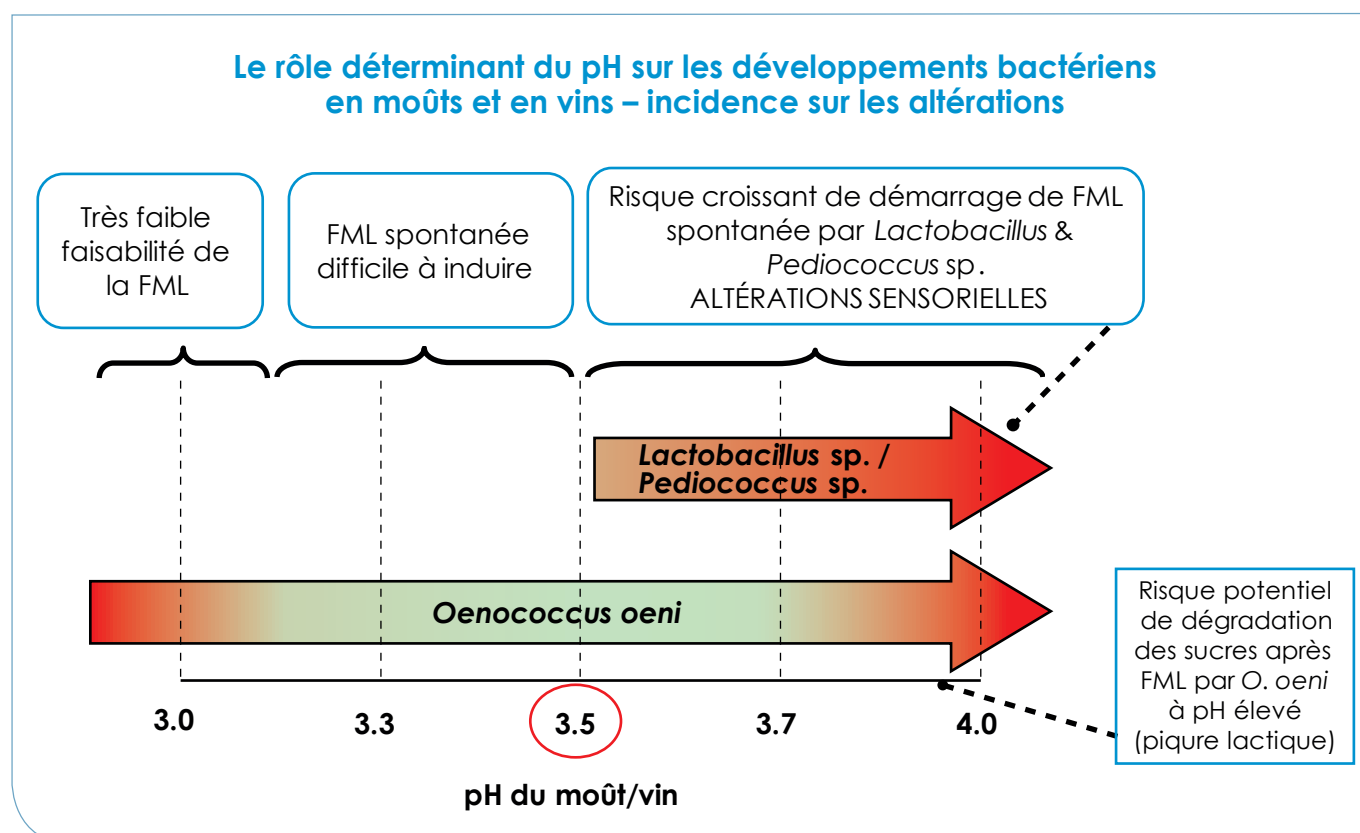 Le rôle déterminant du pH sur les développements bactériens
en moûts et en vins – incidence sur les altérations
Très faible
faisabilité de
la FML
FML spontanée
difficile à induire
Risque croissant de démarrage de FML
spontanée par Lactobacillus &
Pediococcus sp.
ALTÉRATIONS SENSORIELLES
Lactobacillus sp. /
Pediococcus sp.
Oenococcus oeni
Risque potentiel
de dégradation
des sucres après
FML par O. oeni
à pH élevé
(piqure lactique)
3.0 3.3 3.5 3.7 4.0
pH du moût/vin